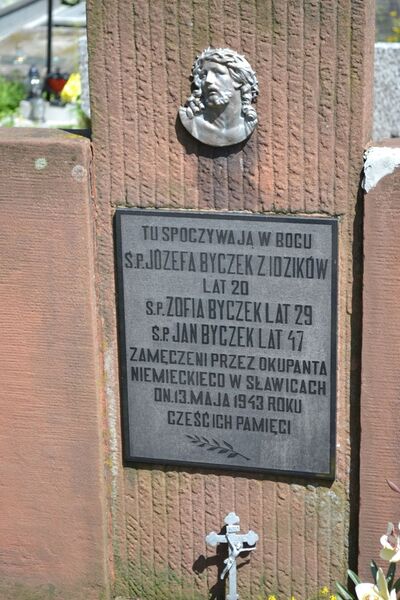 TU SPOCZYWAJĄ W BOGU
Ś.P. JÓZEFA BYCZEK Z IDZIKÓW
LAT 20
Ś.P. ZOFIA BYCZEK LAT 29
Ś.P. JAN BYCZEK LAT 47
ZAMĘCZENI PRZEZ OKUPANTA
NIEMIECKIEGO W SŁAWICACH
DN. 13. MAJA 1943 ROKU
CZEŚĆ ICH PAMIĘCI